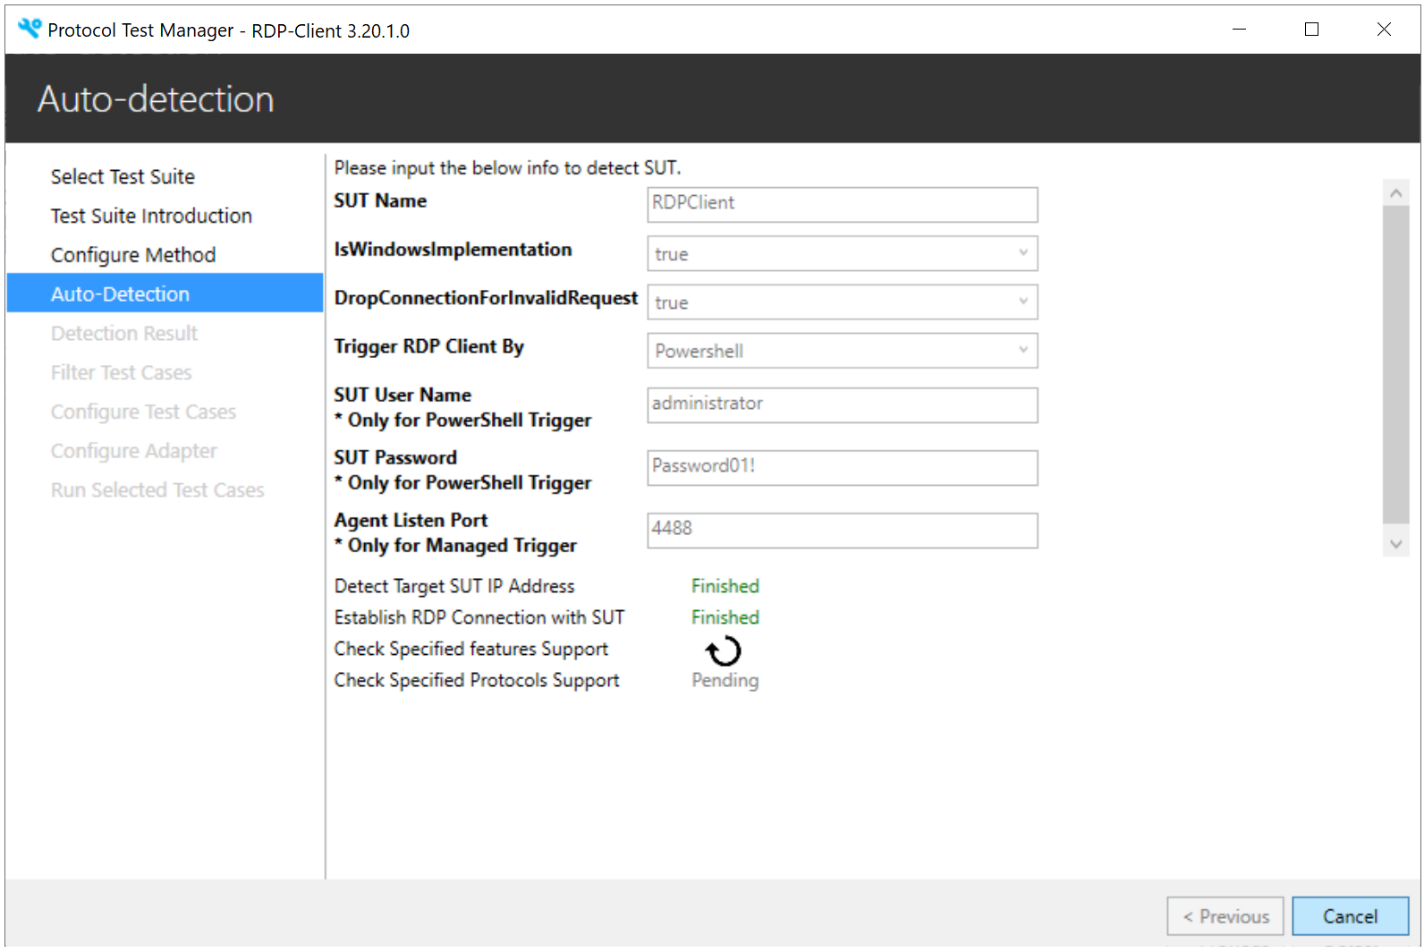 Protocol Test Manager - RDP-Client 3.20.1.0
Auto-detection
Select Test Suite
Test Suite Introduction
Configure Method
Auto-Detection
Detection Result
Filter Test Cases
Configure Test Cases
Configure Adapter
Run Selected Test Cases
Please input the below info to detect SUT.
SUT Name
RDPClient
IsWindowsImplementation
true
DropConnectionForInvalidRequest
true
Trigger RDP Client By
Powershell
SUT User Name
* Only for PowerShell Trigger
administrator
SUT Password
* Only for PowerShell Trigger
Password01!
Agent Listen Port
* Only for Managed Trigger
4488
Detect Target SUT IP Address Finished
Establish RDP Connection with SUT Finished
Check Specified features Support
Check Specified Protocols Support Pending
< Previous
Cancel